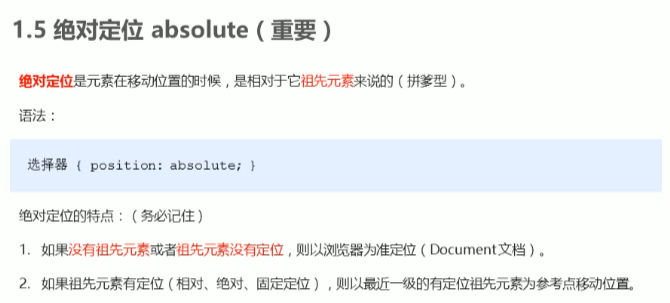 1.5 绝对定位 absolute（重要）
绝对定位是元素在移动位置的时候，是相对于它祖先元素来说的（拼爹型）。
语法：
选择器 { position: absolute; }
绝对定位的特点：（务必记住）
1. 如果没有祖先元素或者祖先元素没有定位，则以浏览器为准定位（Document文档）。
2. 如果祖先元素有定位（相对、绝对、固定定位），则以最近一级的有定位祖先元素为参考点移动位置。